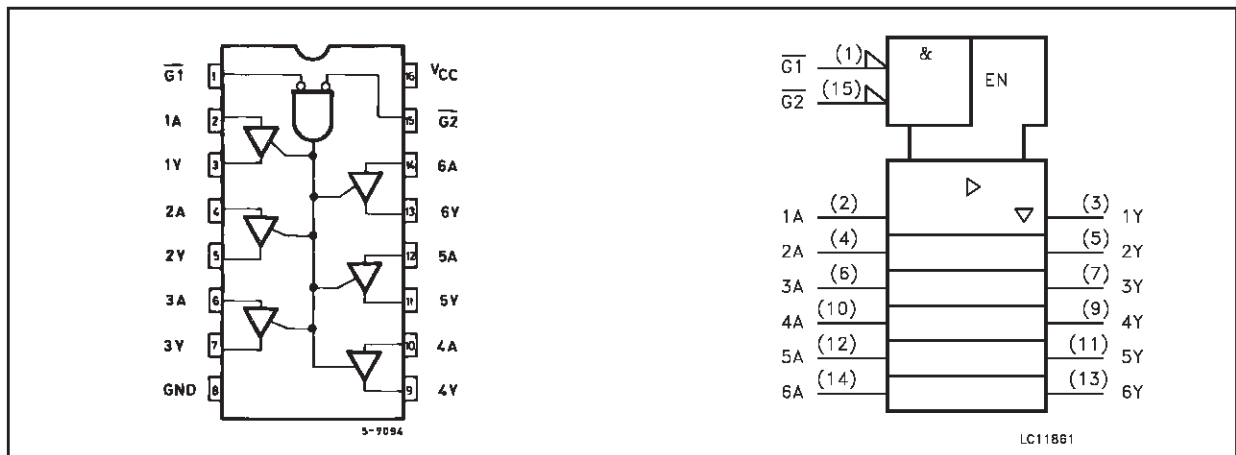 G1
1
16
VCC
1A
2
15
G2
1Y
3
14
6A
2A
4
13
6Y
2Y
5
12
5A
3A
6
11
5Y
3Y
7
10
4A
GND
8
9
4Y
5-7094
G1
(1)
&
EN
G2
(15)
1A
(2)
(3)
1Y
2A
(4)
(5)
2Y
3A
(6)
(7)
3Y
4A
(10)
(9)
4Y
5A
(12)
(11)
5Y
6A
(14)
(13)
6Y
LC11861